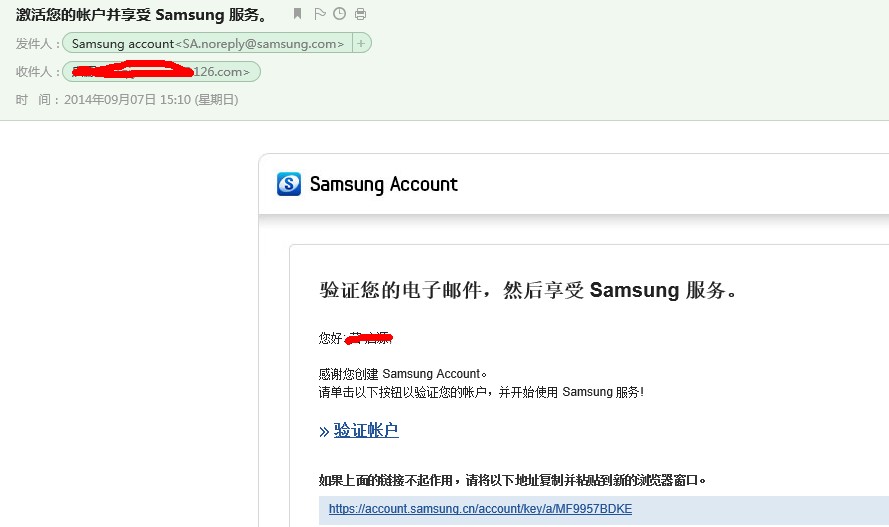 激活您的帐户并享受 Samsung 服务。
发件人：Samsung account<SA.noreply@samsung.com>
收件人：126.com>
时 间：2014年09月07日 15:10 (星期日)
Samsung Account
验证您的电子邮件，然后享受 Samsung 服务。
您好
感谢您创建 Samsung Account。
请单击以下按钮以验证您的帐户，并开始使用 Samsung 服务!
» 验证帐户
如果上面的链接不起作用，请将以下地址复制并粘贴到新的浏览器窗口。
https://account.samsung.cn/account/key/a/MF9957BDKE